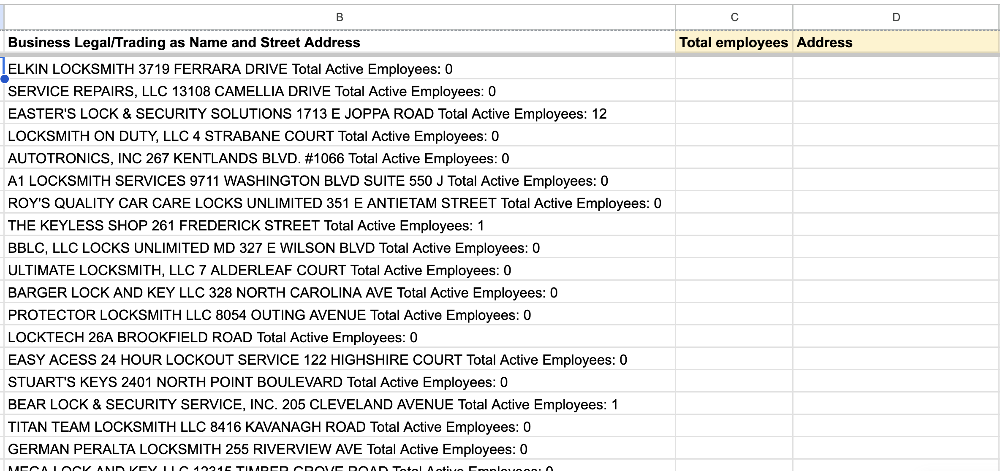 B C D
Business Legal/Trading as Name and Street Address Total employees Address
ELKIN LOCKSMITH 3719 FERRARA DRIVE Total Active Employees: 0
SERVICE REPAIRS, LLC 13108 CAMELLIA DRIVE Total Active Employees: 0
EASTER'S LOCK & SECURITY SOLUTIONS 1713 E JOPPA ROAD Total Active Employees: 12
LOCKSMITH ON DUTY, LLC 4 STRABANE COURT Total Active Employees: 0
AUTOTRONICS, INC 267 KENTLANDS BLVD. #1066 Total Active Employees: 0
A1 LOCKSMITH SERVICES 9711 WASHINGTON BLVD SUITE 550 J Total Active Employees: 0
ROY'S QUALITY CAR CARE LOCKS UNLIMITED 351 E ANTIETAM STREET Total Active Employees: 0
THE KEYLESS SHOP 261 FREDERICK STREET Total Active Employees: 1
BBLC, LLC LOCKS UNLIMITED MD 327 E WILSON BLVD Total Active Employees: 0
ULTIMATE LOCKSMITH, LLC 7 ALDERLEAF COURT Total Active Employees: 0
BARGER LOCK AND KEY LLC 328 NORTH CAROLINA AVE Total Active Employees: 0
PROTECTOR LOCKSMITH LLC 8054 OUTING AVENUE Total Active Employees: 0
LOCKTECH 26A BROOKFIELD ROAD Total Active Employees: 0
EASY ACESS 24 HOUR LOCKOUT SERVICE 122 HIGHSHIRE COURT Total Active Employees: 0
STUART'S KEYS 2401 NORTH POINT BOULEVARD Total Active Employees: 0
BEAR LOCK & SECURITY SERVICE, INC. 205 CLEVELAND AVENUE Total Active Employees: 1
TITAN TEAM LOCKSMITH LLC 8416 KAVANAGH ROAD Total Active Employees: 0
GERMAN PERALTA LOCKSMITH 255 RIVERVIEW AVE Total Active Employees: 0
MEGA LOCK AND KEY, LLC 12315 TIMBER GROVE ROAD Total Active Employees: 0